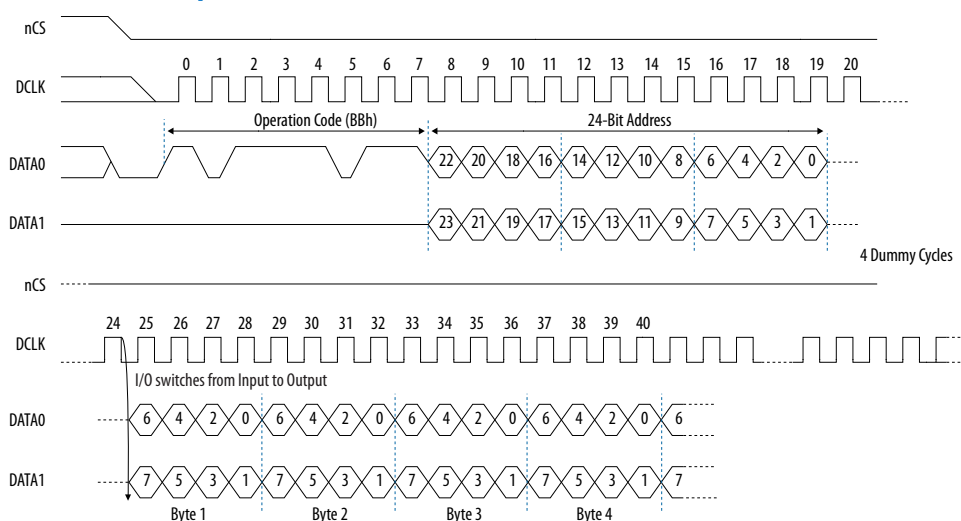 nCS
0 1 2 3 4 5 6 7 8 9 10 11 12 13 14 15 16 17 18 19 20
DCLK
Operation Code (BBh) 24-Bit Address
DATA0 22 20 18 16 14 12 10 8 6 4 2 0
DATA1 23 21 19 17 15 13 11 9 7 5 3 1
4 Dummy Cycles
nCS
24 25 26 27 28 29 30 31 32 33 34 35 36 37 38 39 40
DCLK
I/O switches from Input to Output
DATA0 6 4 2 0 6 4 2 0 6 4 2 0 6 4 2 0 6
DATA1 7 5 3 1 7 5 3 1 7 5 3 1 7 5 3 1 7
Byte 1 Byte 2 Byte 3 Byte 4